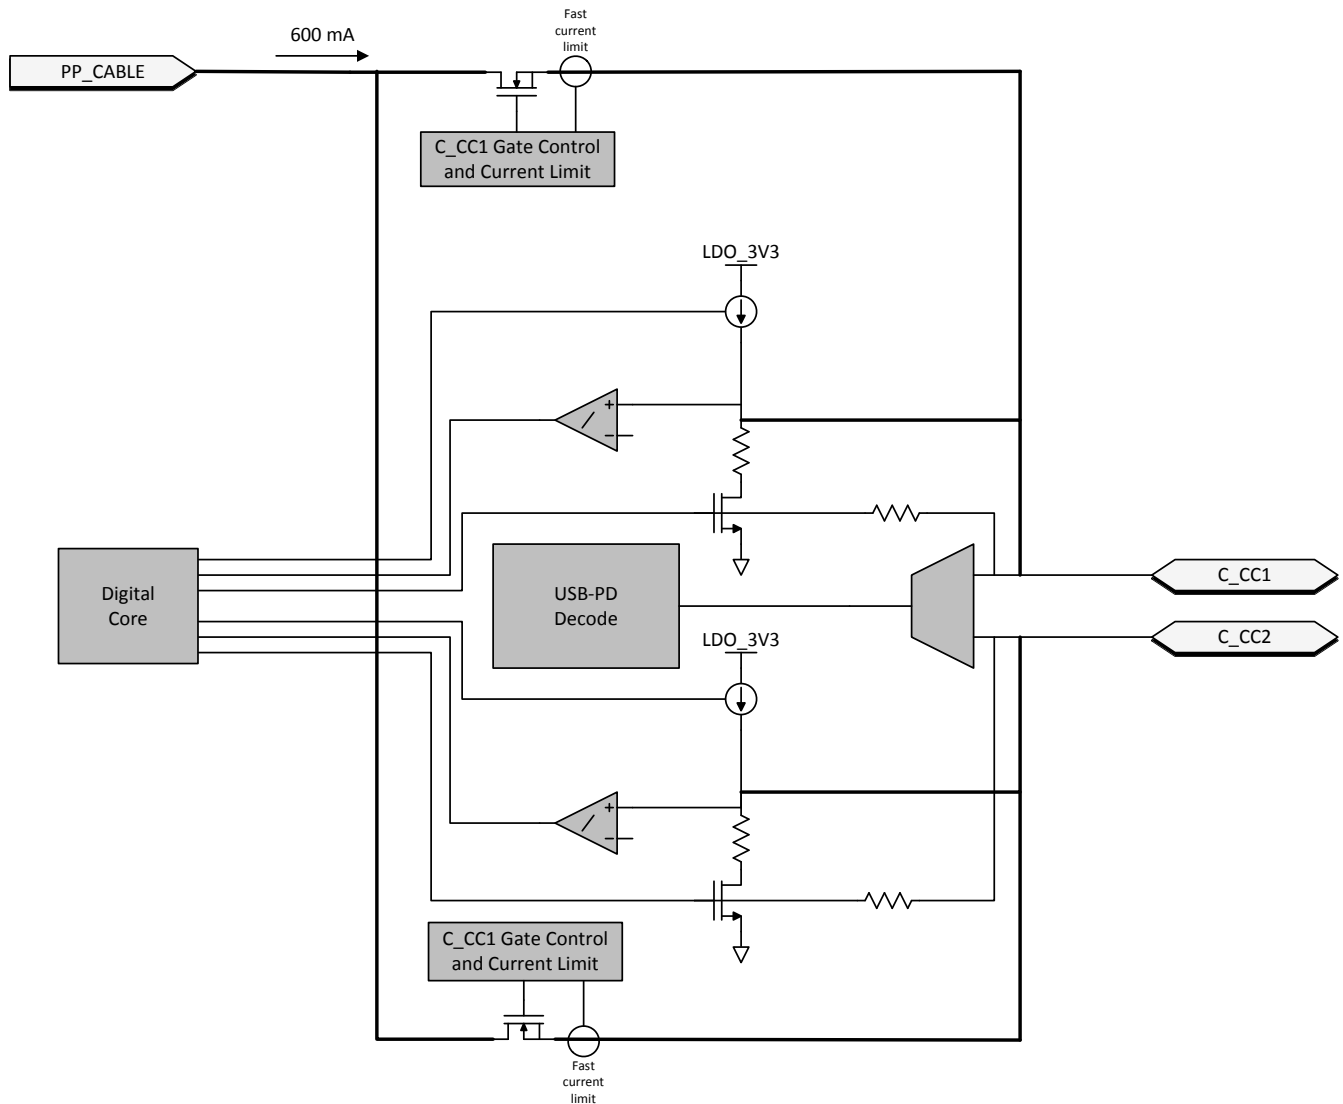 600 mA
Fast
current
limit
PP_CABLE
C_CC1 Gate Control
and Current Limit
LDO_3V3
+
−
Digital
Core
USB-PD
Decode
C_CC1
C_CC2
LDO_3V3
+
−
C_CC1 Gate Control
and Current Limit
Fast
current
limit